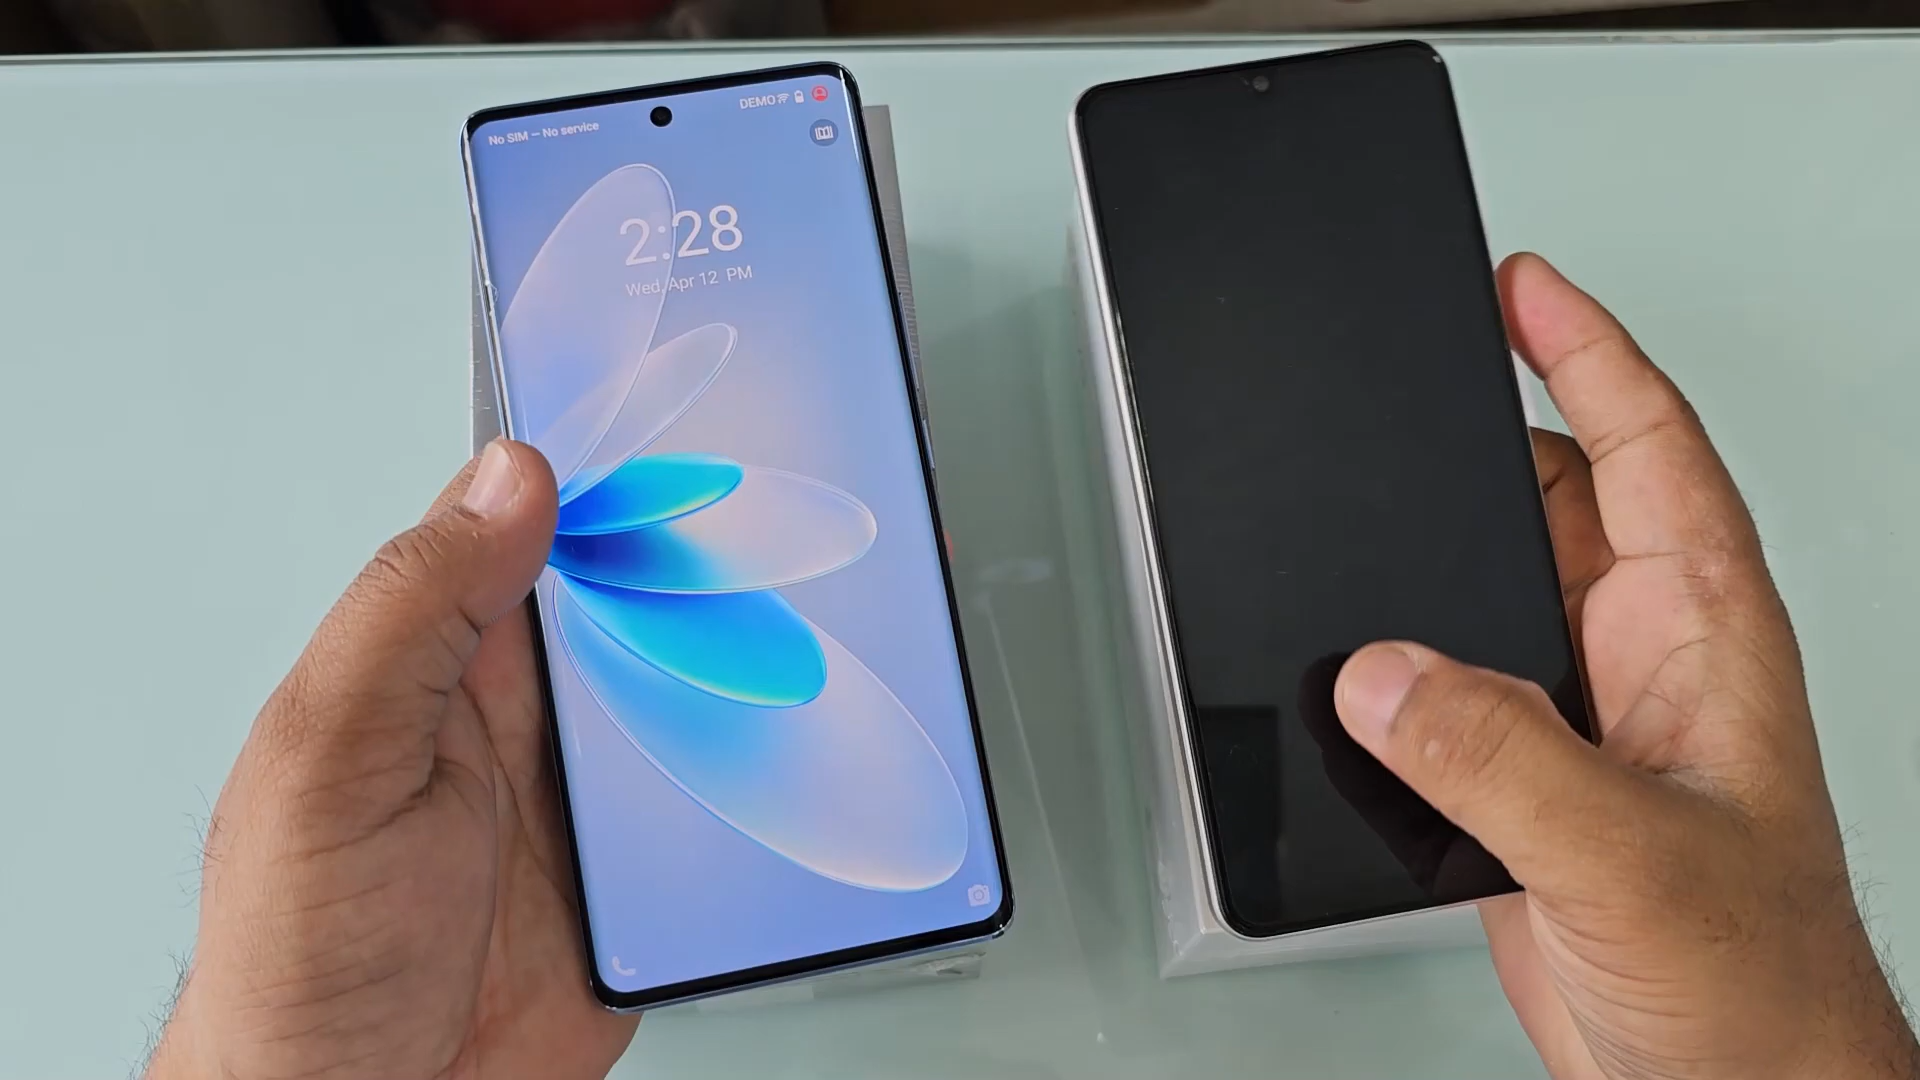 No SIM — No service
DEMO
2:28
Wed, Apr 12 PM